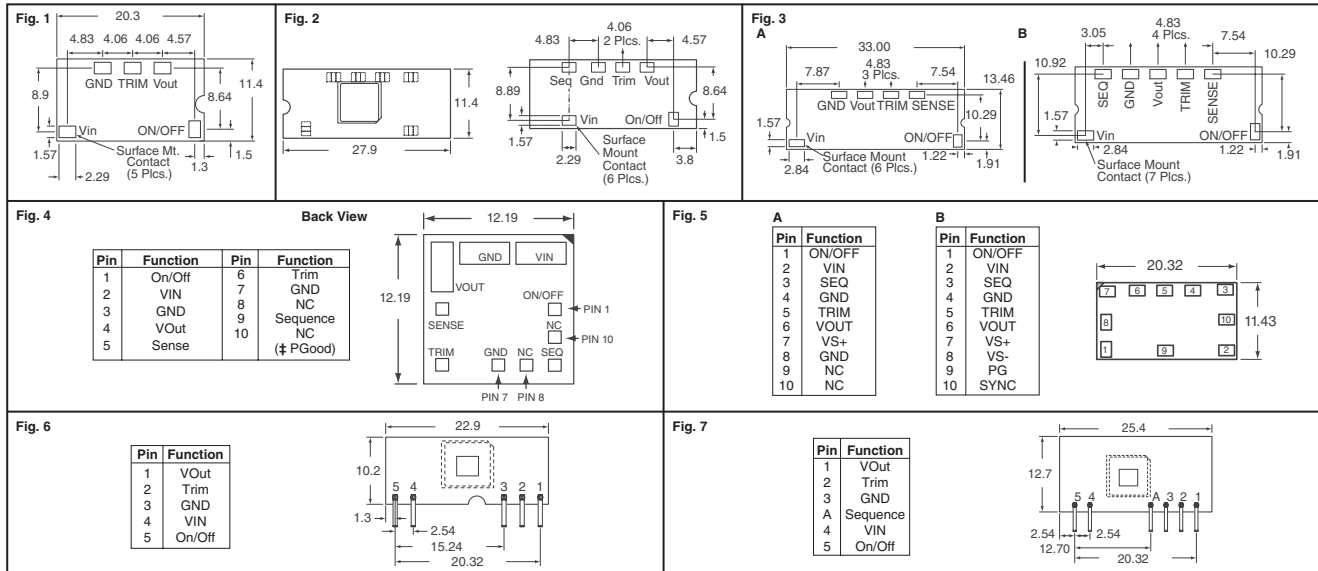 Fig. 1
20.3
4.83 4.06 4.06 4.57
GND TRIM Vout
8.9
8.64
11.4
Vin ON/OFF
1.57
Surface Mt.
Contact
(5 Plcs.)
1.3
1.5
2.29
Fig. 2
11.4
27.9
4.06
4.83 2 Plcs. 4.57
Seq Gnd Trim Vout
8.89
8.64
Vin On/Off
1.57
1.5
2.29
Surface
Mount
Contact
(6 Plcs.)
3.8
Fig. 3
A
33.00
4.83
7.87 3 Plcs. 7.54
13.46
GND Vout TRIM SENSE
10.29
1.57
Vin ON/OFF
Surface Mount
Contact (6 Plcs.)
2.84
1.22
1.91
B
4.83
3.05 4 Plcs. 7.54
10.92
10.29
SEQ
GND
Vout
TRIM
SENSE
1.57
Vin ON/OFF
2.84
1.22
1.91
Surface Mount
Contact (7 Plcs.)
Fig. 4
Back View
Pin Function Pin Function
1 On/Off 6 Trim
2 VIN 7 GND
3 GND 8 NC
4 VOut 9 Sequence
5 Sense 10 NC
(‡ PGood)
12.19
12.19
GND VIN
VOUT
ON/OFF
PIN 1
SENSE
NC
PIN 10
TRIM GND NC SEQ
PIN 7 PIN 8
Fig. 5
A
Pin Function
1 ON/OFF
2 VIN
3 SEQ
4 GND
5 TRIM
6 VOUT
7 VS+
8 GND
9 NC
10 NC
B
Pin Function
1 ON/OFF
2 VIN
3 SEQ
4 GND
5 TRIM
6 VOUT
7 VS+
8 VS-
9 PG
10 SYNC
20.32
7 6 5 4 3
8 10
11.43
1 9 2
Fig. 6
Pin Function
1 VOut
2 Trim
3 GND
4 VIN
5 On/Off
22.9
10.2
5 4 3 2 1
1.3
2.54
15.24
20.32
Fig. 7
Pin Function
1 VOut
2 Trim
3 GND
A Sequence
4 VIN
5 On/Off
25.4
12.7
5 4 A 3 2 1
2.54 2.54
12.70
20.32